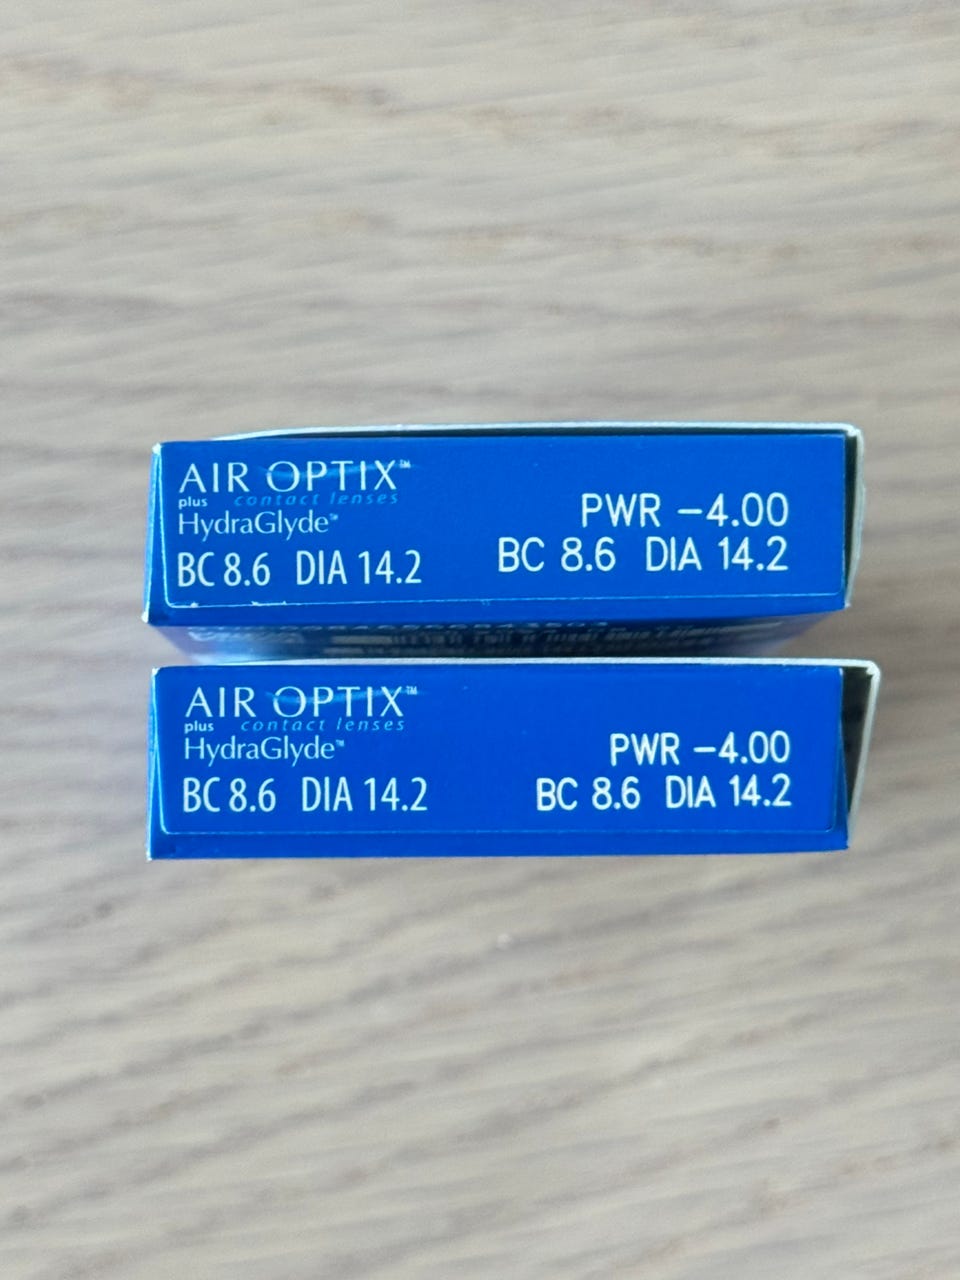 AIR OPTIX™
plus contact lenses
HydraGlyde™
BC 8.6 DIA 14.2
PWR -4.00
BC 8.6 DIA 14.2
AIR OPTIX™
plus contact lenses
HydraGlyde™
BC 8.6 DIA 14.2
PWR -4.00
BC 8.6 DIA 14.2